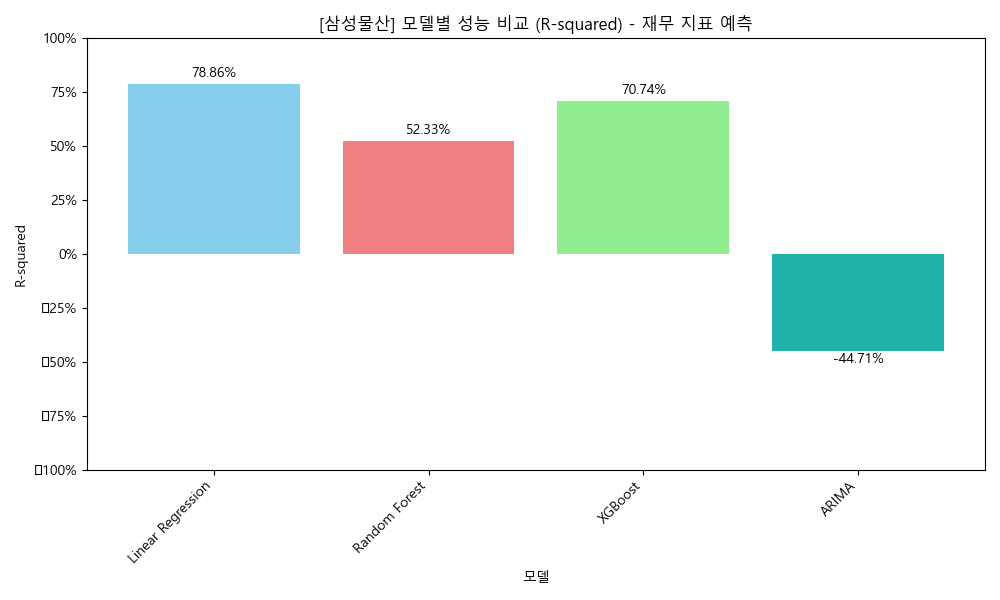 [삼성물산] 모델별 성능 비교 (R-squared) - 재무 지표 예측
100%
75%
50%
25%
0%
▯25%
▯50%
▯75%
▯100%
R-squared
78.86%
52.33%
70.74%
-44.71%
Linear Regression
Random Forest
XGBoost
ARIMA
모델